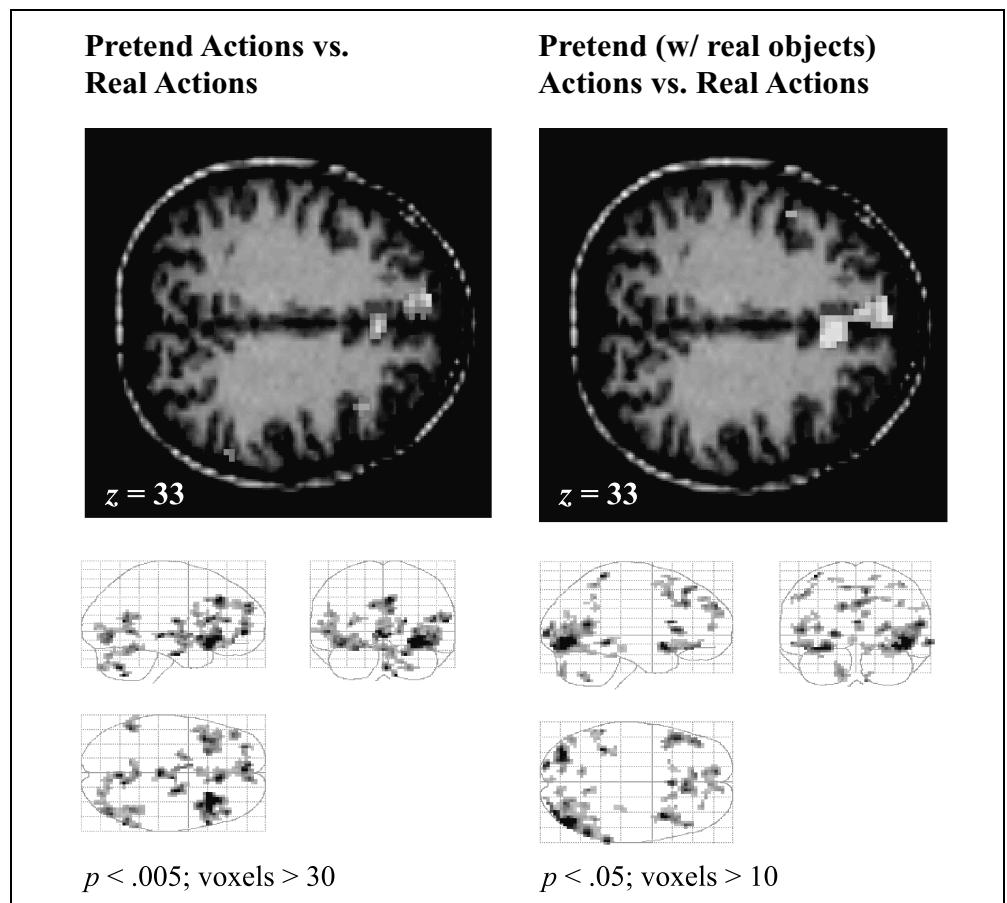 Pretend Actions vs.
Real Actions
z = 33
p < .005; voxels > 30
Pretend (w/ real objects)
Actions vs. Real Actions
z = 33
p < .05; voxels > 10